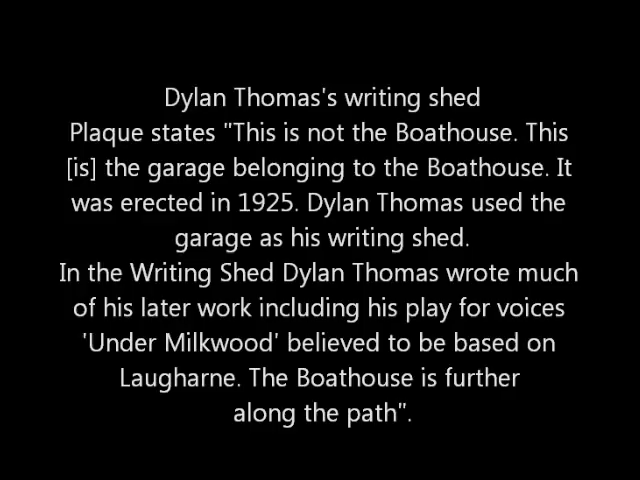 Dylan Thomas's writing shed
Plaque states "This is not the Boathouse. This
[is] the garage belonging to the Boathouse. It
was erected in 1925. Dylan Thomas used the
garage as his writing shed.
In the Writing Shed Dylan Thomas wrote much
of his later work including his play for voices
'Under Milkwood' believed to be based on
Laugharne. The Boathouse is further
along the path".